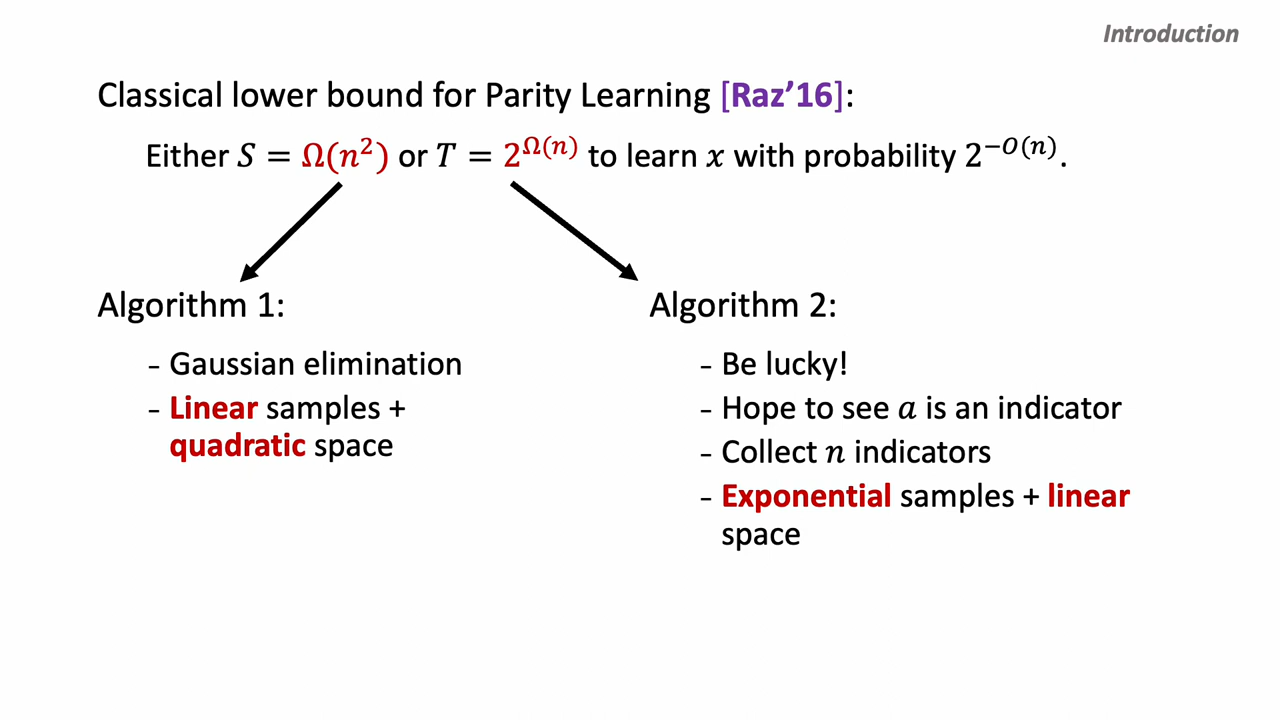 Introduction
Classical lower bound for Parity Learning [Raz’16]:
Either S = Ω(n²) or T = 2^Ω(n) to learn x with probability 2^−O(n).
Algorithm 1:
- Gaussian elimination
- Linear samples +
quadratic space
Algorithm 2:
- Be lucky!
- Hope to see a is an indicator
- Collect n indicators
- Exponential samples + linear
space